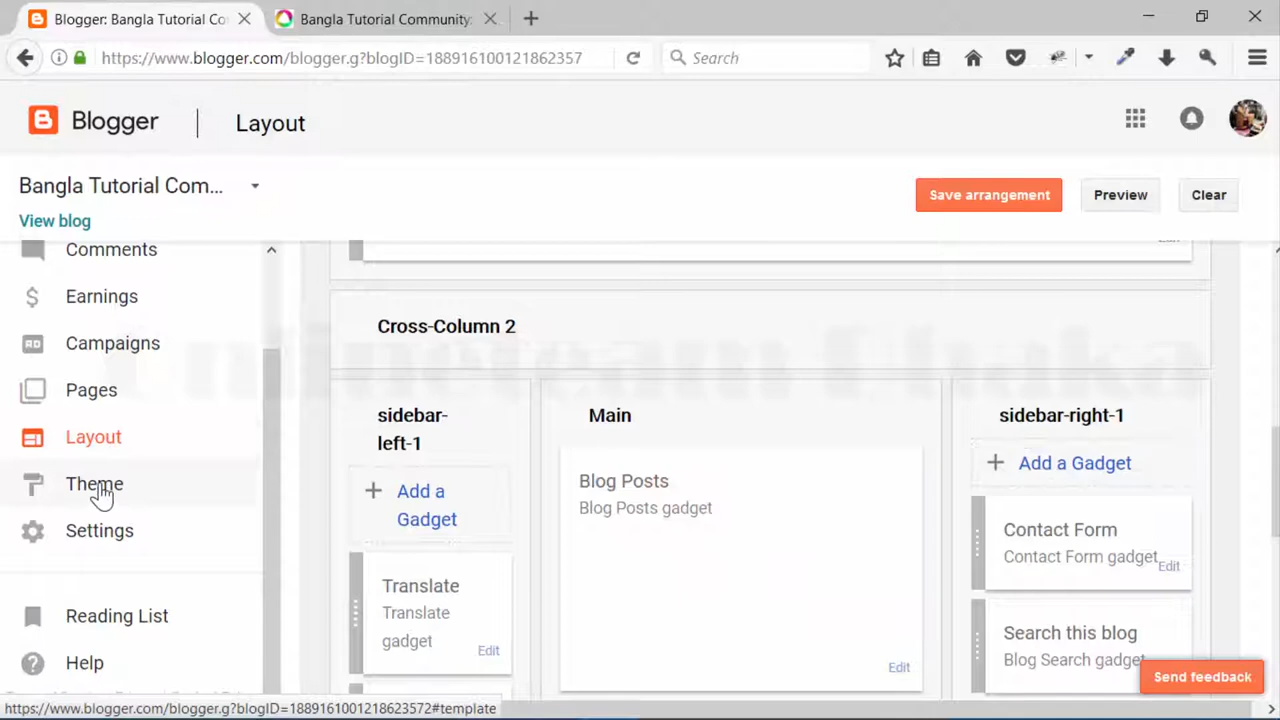 Blogger: Bangla Tutorial Co
Bangla Tutorial Community.
https://www.blogger.com/blogger.g?blogID=188916100121862357
Search
Blogger
Layout
Bangla Tutorial Com...
View blog
Save arrangement
Preview
Clear
Comments
Earnings
Campaigns
Pages
Layout
Theme
Settings
Reading List
Help
Edit
Cross-Column 2
sidebar-
left-1
Add a
Gadget
Translate
Translate
gadget
Edit
Main
Blog Posts
Blog Posts gadget
Edit
sidebar-right-1
Add a Gadget
Contact Form
Contact Form gadget
Edit
Search this blog
Blog Search gadget
Send feedback
https://www.blogger.com/blogger.g?blogID=1889161001218623572#template